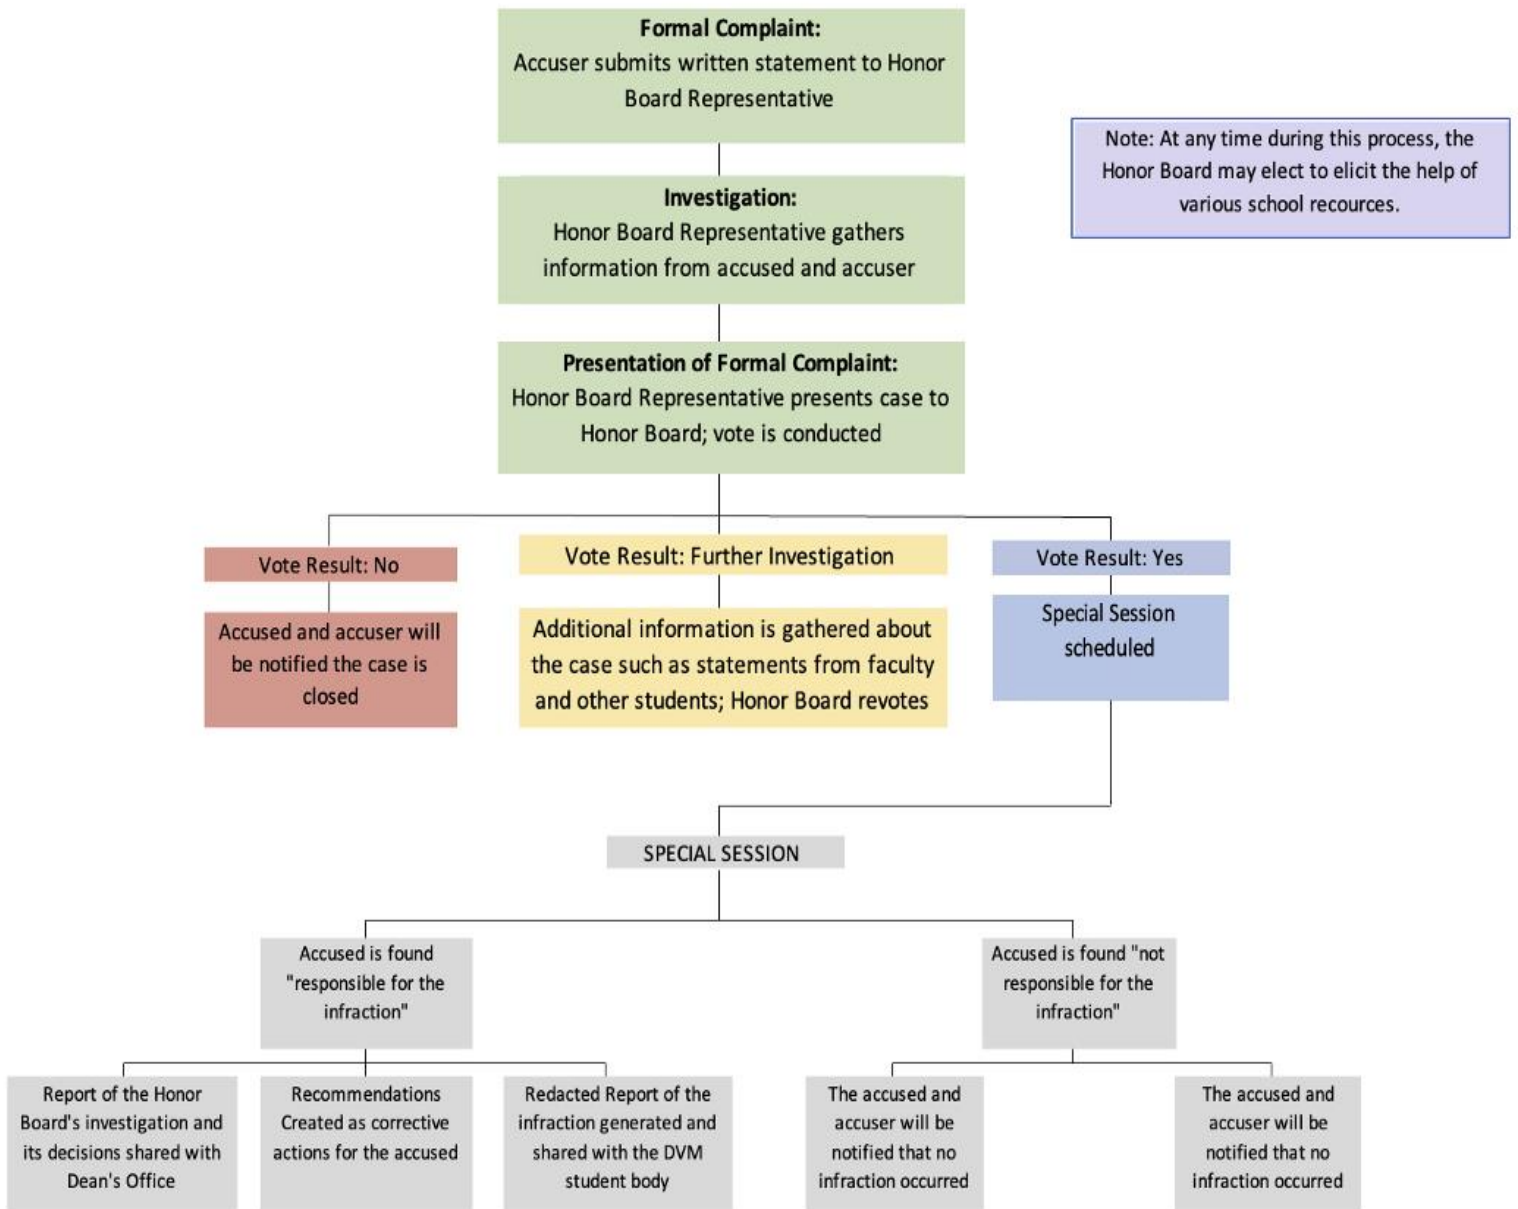 Formal Complaint:
Accuser submits written statement to Honor
Board Representative
Note: At any time during this process, the
Honor Board may elect to elicit the help of
various school recources.
Investigation:
Honor Board Representative gathers
information from accused and accuser
Presentation of Formal Complaint:
Honor Board Representative presents case to
Honor Board; vote is conducted
Vote Result: No
Accused and accuser will
be notified the case is
closed
Vote Result: Further Investigation
Additional information is gathered about
the case such as statements from faculty
and other students; Honor Board revotes
Vote Result: Yes
Special Session
scheduled
SPECIAL SESSION
Accused is found
"responsible for the
infraction"
Accused is found "not
responsible for the
infraction"
Report of the Honor
Board's investigation and
its decisions shared with
Dean's Office
Recommendations
Created as corrective
actions for the accused
Redacted Report of the
infraction generated and
shared with the DVM
student body
The accused and
accuser will be
notified that no
infraction occurred
The accused and
accuser will be
notified that no
infraction occurred